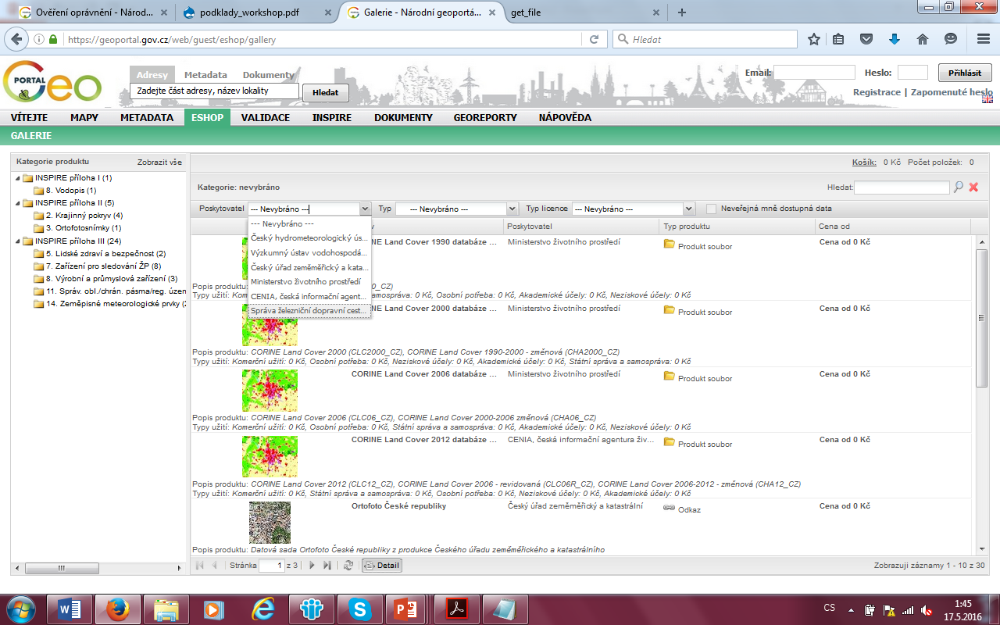 Ověření oprávnění - Národ...
podklady_workshop.pdf
Galerie - Národní geoportá...
get_file
https://geoportal.gov.cz/web/guest/eshop/gallery
Hledat
PORTAL
Geo
Adresy Metadata Dokumenty
Zadejte část adresy, název lokality
Hledat
Email: Heslo: Přihlásit
Registrace | Zapomenuté heslo
VÍTEJTE MAPY METADATA ESHOP VALIDACE INSPIRE DOKUMENTY GEOREPORTY NÁPOVĚDA
GALERIE
Kategorie produktu Zobrazit vše
INSPIRE příloha I (1)
8. Vodopis (1)
INSPIRE příloha II (5)
2. Krajinný pokryv (4)
3. Ortofotosnímky (1)
INSPIRE příloha III (24)
5. Lidské zdraví a bezpečnost (2)
7. Zařízení pro sledování ŽP (8)
8. Výrobní a průmyslová zařízení (3)
11. Správ. obl./chrán. pásma/reg. územ
14. Zeměpisné meteorologické prvky (2
Košík: 0 Kč Počet položek: 0
Kategorie: nevybráno
Hledat:
Poskytovatel --- Nevybráno --- Typ --- Nevybráno --- Typ licence --- Nevybráno --- Neveřejná mně dostupná data
--- Nevybráno ---
Český hydrometeorologický ús...
Výzkumný ústav vodohospodá...
Český úřad zeměměřický a kata...
Ministerstvo životního prostředí
CENIA, česká informační agent...
Správa železniční dopravní cest...
v Poskytovatel Typ produktu Cena od
INE Land Cover 1990 databáze ... Ministerstvo životního prostředí Produkt soubor Cena od 0 Kč
Popis produ 0_CZ)
Typy užití: Kom samospráva: 0 Kč, Osobní potřeba: 0 Kč, Akademické účely: 0 Kč, Neziskové účely: 0 Kč
INE Land Cover 2000 databáze ... Ministerstvo životního prostředí Produkt soubor Cena od 0 Kč
Popis produktu: CORINE Land Cover 2000 (CLC2000_CZ), CORINE Land Cover 1990-2000 - změnová (CHA2000_CZ)
Typy užití: Komerční užití: 0 Kč, Osobní potřeba: 0 Kč, Neziskové účely: 0 Kč, Akademické účely: 0 Kč, Státní správa a samospráva: 0 Kč
CORINE Land Cover 2006 databáze ... Ministerstvo životního prostředí Produkt soubor Cena od 0 Kč
Popis produktu: CORINE Land Cover 2006 (CLC06_CZ), CORINE Land Cover 2000-2006 změnová (CHA06_CZ)
Typy užití: Komerční užití: 0 Kč, Osobní potřeba: 0 Kč, Státní správa a samospráva: 0 Kč, Akademické účely: 0 Kč, Neziskové účely: 0 Kč
CORINE Land Cover 2012 databáze ... CENIA, česká informační agentura živ... Produkt soubor Cena od 0 Kč
Popis produktu: CORINE Land Cover 2012 (CLC12_CZ), CORINE Land Cover 2006 - revidovaná (CLC06R_CZ), CORINE Land Cover 2006-2012 - změnová (CHA12_CZ)
Typy užití: Komerční užití: 0 Kč, Státní správa a samospráva: 0 Kč, Osobní potřeba: 0 Kč, Neziskové účely: 0 Kč, Akademické účely: 0 Kč
Ortofoto České republiky Český úřad zeměměřický a katastrální Odkaz Cena od 0 Kč
Popis produktu: Datová sada Ortofoto České republiky z produkce Českého úřadu zeměměřického a katastrálního
Stránka 1 z 3 Detail Zobrazuji záznamy 1 - 10 z 30
CS
1:45
17.5.2016